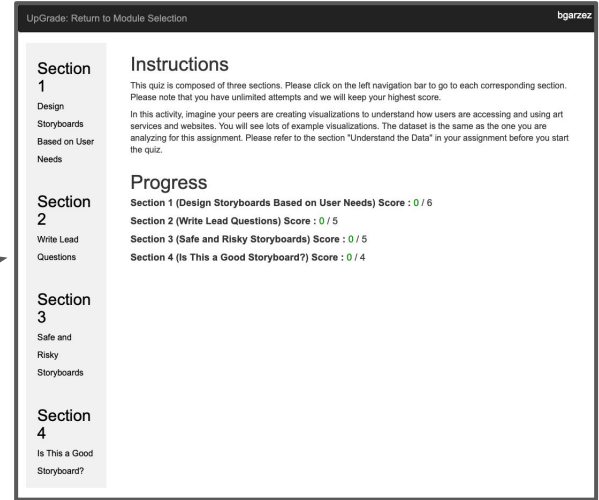 UpGrade: Return to Module Selection
bgarzez
Section
1
Design
Storyboards
Based on User
Needs
Section
2
Write Lead
Questions
Section
3
Safe and
Risky
Storyboards
Section
4
Is This a Good
Storyboard?
Instructions
This quiz is composed of three sections. Please click on the left navigation bar to go to each corresponding section.
Please note that you have unlimited attempts and we will keep your highest score.
In this activity, imagine your peers are creating visualizations to understand how users are accessing and using art
services and websites. You will see lots of example visualizations. The dataset is the same as the one you are
analyzing for this assignment. Please refer to the section "Understand the Data" in your assignment before you start
the quiz.
Progress
Section 1 (Design Storyboards Based on User Needs) Score : 0 / 6
Section 2 (Write Lead Questions) Score : 0 / 5
Section 3 (Safe and Risky Storyboards) Score : 0 / 5
Section 4 (Is This a Good Storyboard?) Score : 0 / 4